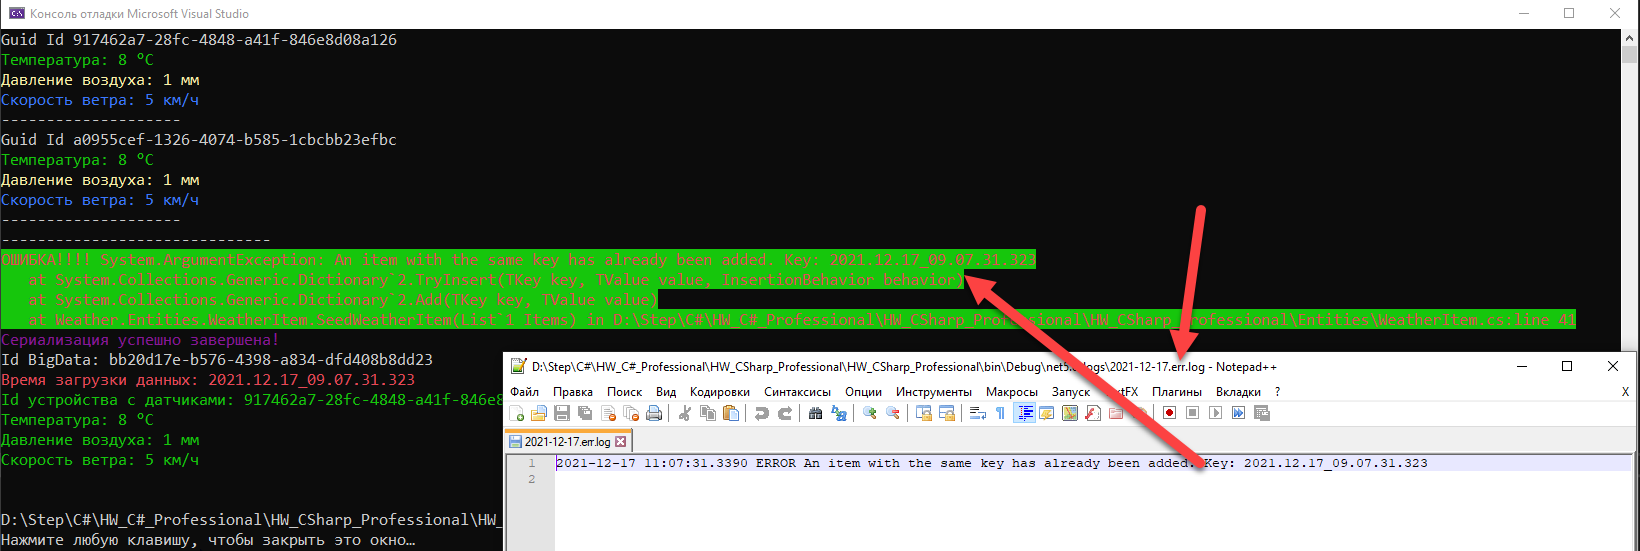 Консоль отладки Microsoft Visual Studio
Guid Id 917462a7-28fc-4848-a41f-846e8d08a126
Температура: 8 °C
Давление воздуха: 1 мм
Скорость ветра: 5 км/ч
--------------------
Guid Id a0955cef-1326-4074-b585-1cbcbb23efbc
Температура: 8 °C
Давление воздуха: 1 мм
Скорость ветра: 5 км/ч
--------------------
------------------------------
ОШИБКА!!!! System.ArgumentException: An item with the same key has already been added. Key: 2021.12.17_09.07.31.323
at System.Collections.Generic.Dictionary`2.TryInsert(TKey key, TValue value, InsertionBehavior behavior)
at System.Collections.Generic.Dictionary`2.Add(TKey key, TValue value)
at Weather.Entities.WeatherItem.SeedWeatherItem(List`1 Items) in D:\Step\C#\HW_C#_Professional\HW_CSharp_Professional\HW_CSharp_Professional\Entities\WeatherItem.cs:line 41
Сериализация успешно завершена!
Id BigData: bb20d17e-b576-4398-a834-dfd408b8dd23
Время загрузки данных: 2021.12.17_09.07.31.323
Id устройства с датчиками: 917462a7-28fc-4848-a41f-846e8
Температура: 8 °C
Давление воздуха: 1 мм
Скорость ветра: 5 км/ч
D:\Step\C#\HW_C#_Professional\HW_CSharp_Professional\HW_
Нажмите любую клавишу, чтобы закрыть это окно…
D:\Step\C#\HW_C#_Professional\HW_CSharp_Professional\HW_CSharp_Professional\bin\Debug\net5. logs\2021-12-17.err.log - Notepad++
Файл Правка Поиск Вид Кодировки Синтаксисы Опции Инструменты Макросы Запуск xtFX Плагины Вкладки ? X
2021-12-17.err.log
1 2021-12-17 11:07:31.3390 ERROR An item with the same key has already been added. Key: 2021.12.17_09.07.31.323
2